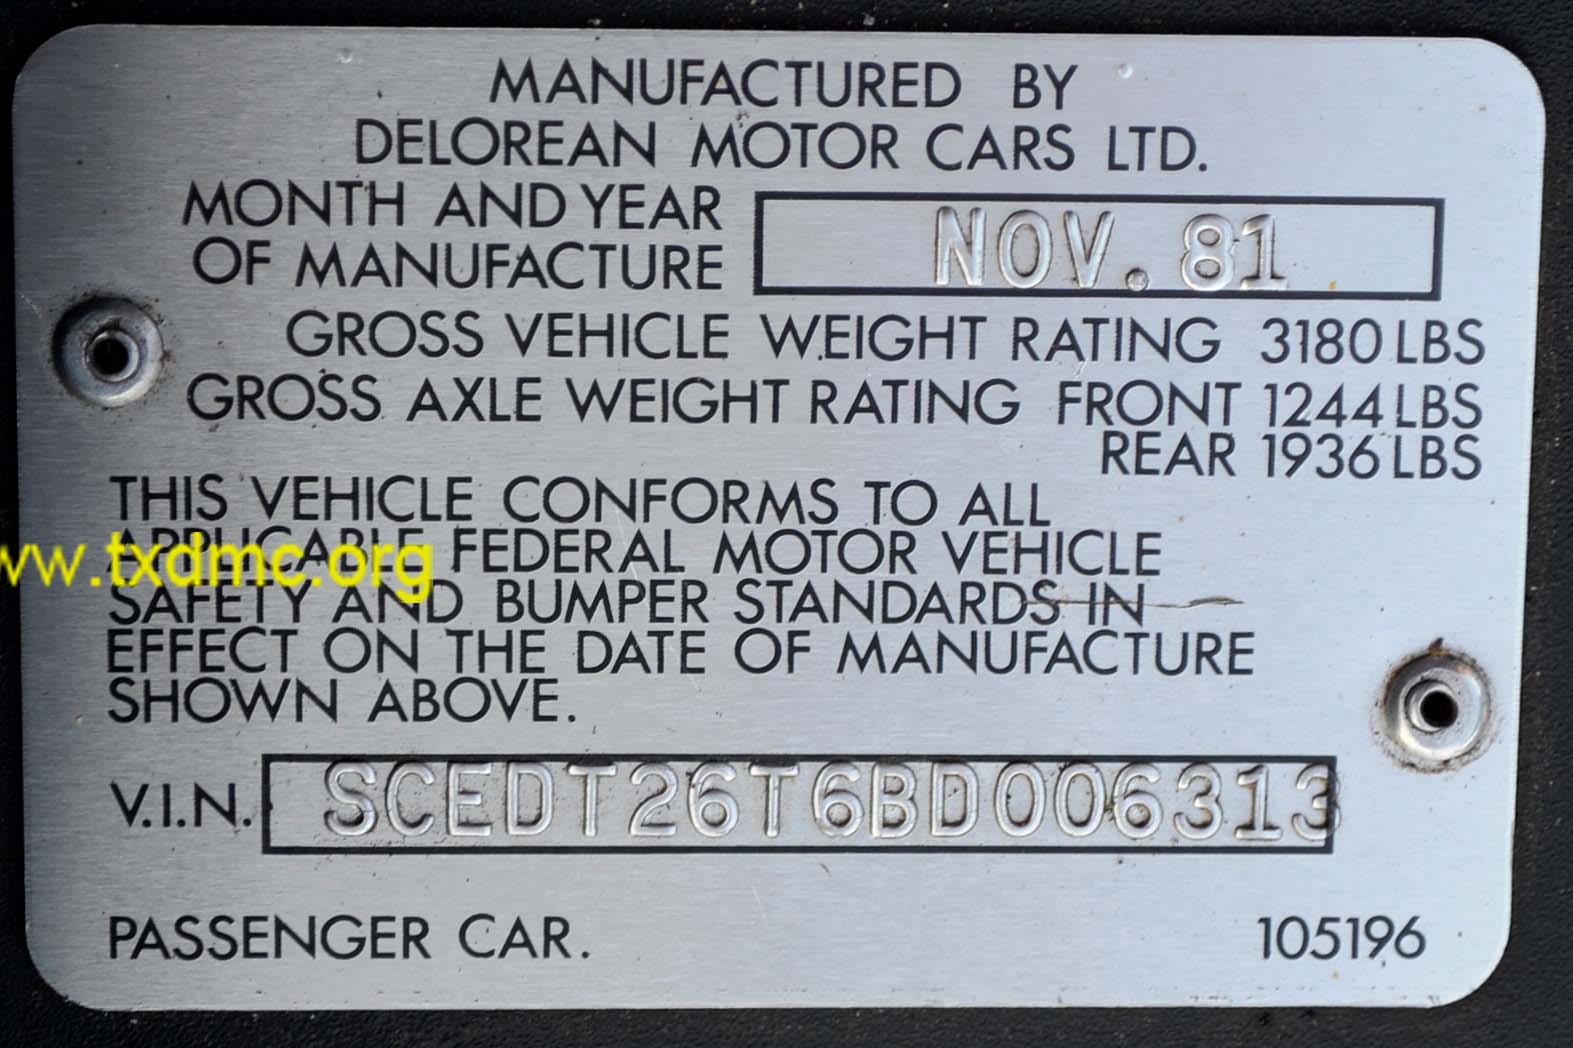 MANUFACTURED BY
DELOREAN MOTOR CARS LTD.
MONTH AND YEAR
OF MANUFACTURE NOV. 81
GROSS VEHICLE WEIGHT RATING 3180 LBS
GROSS AXLE WEIGHT RATING FRONT 1244 LBS
REAR 1936 LBS
THIS VEHICLE CONFORMS TO ALL
APPLICABLE FEDERAL MOTOR VEHICLE
www.txdmc.org
SAFETY AND BUMPER STANDARDS IN
EFFECT ON THE DATE OF MANUFACTURE
SHOWN ABOVE.
V.I.N. SCEDT26T6BD006313
PASSENGER CAR. 105196